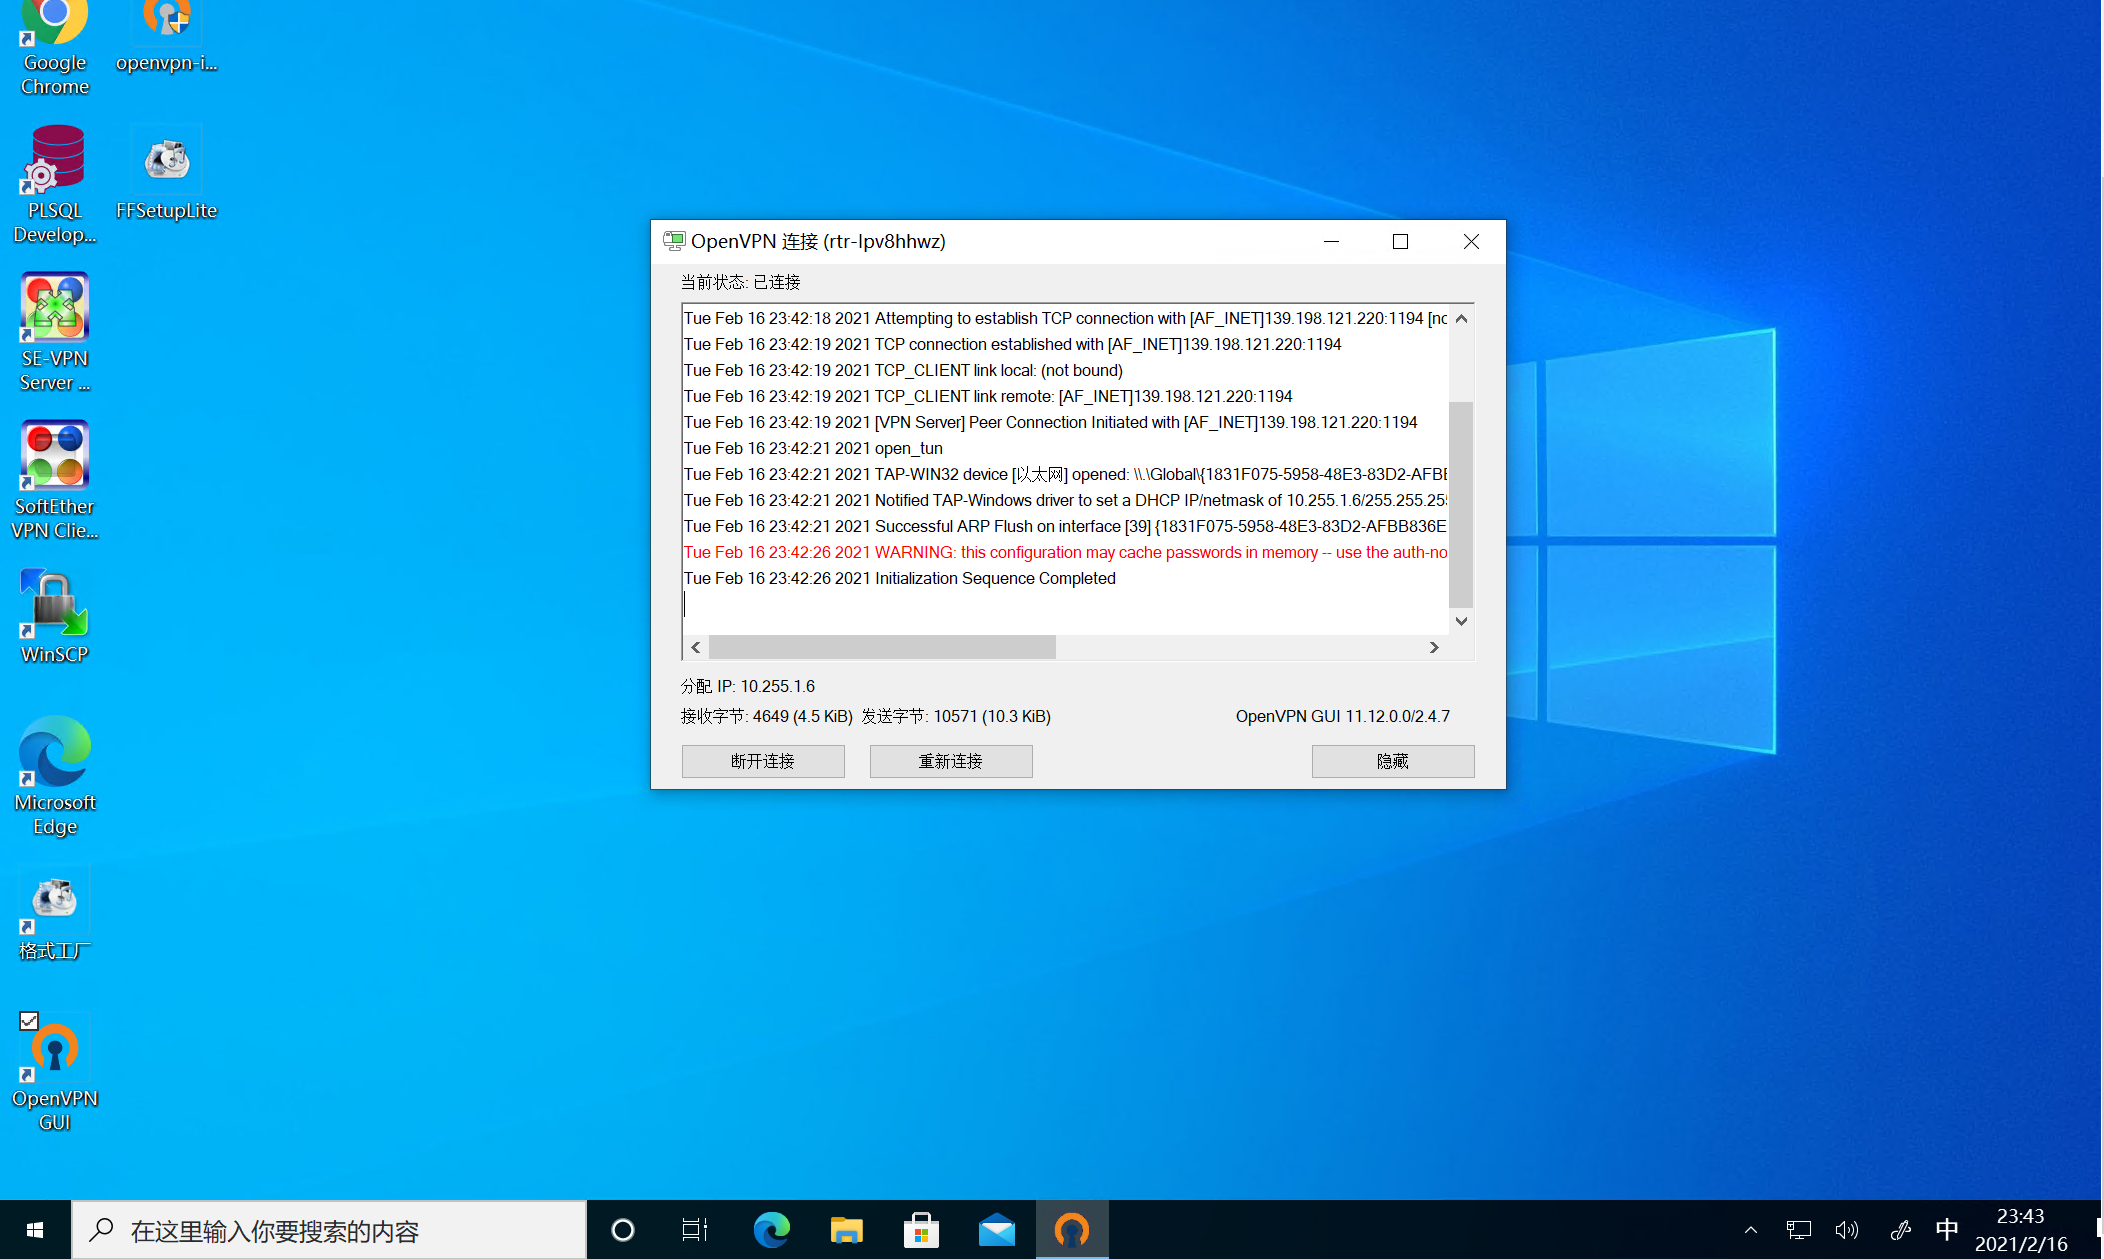 Google
Chrome
openvpn-i...
PLSQL
Develop...
FFSetupLite
SE-VPN
Server ...
SoftEther
VPN Clie...
WinSCP
Microsoft
Edge
格式工厂
OpenVPN
GUI
OpenVPN 连接 (rtr-lpv8hhwz)
当前状态: 已连接
Tue Feb 16 23:42:18 2021 Attempting to establish TCP connection with [AF_INET]139.198.121.220:1194 [no
Tue Feb 16 23:42:19 2021 TCP connection established with [AF_INET]139.198.121.220:1194
Tue Feb 16 23:42:19 2021 TCP_CLIENT link local: (not bound)
Tue Feb 16 23:42:19 2021 TCP_CLIENT link remote: [AF_INET]139.198.121.220:1194
Tue Feb 16 23:42:19 2021 [VPN Server] Peer Connection Initiated with [AF_INET]139.198.121.220:1194
Tue Feb 16 23:42:21 2021 open_tun
Tue Feb 16 23:42:21 2021 TAP-WIN32 device [以太网] opened: \\.\Global\{1831F075-5958-48E3-83D2-AFBB
Tue Feb 16 23:42:21 2021 Notified TAP-Windows driver to set a DHCP IP/netmask of 10.255.1.6/255.255.255
Tue Feb 16 23:42:21 2021 Successful ARP Flush on interface [39] {1831F075-5958-48E3-83D2-AFBB836E
Tue Feb 16 23:42:26 2021 WARNING: this configuration may cache passwords in memory -- use the auth-no
Tue Feb 16 23:42:26 2021 Initialization Sequence Completed
分配 IP: 10.255.1.6
接收字节: 4649 (4.5 KiB) 发送字节: 10571 (10.3 KiB)
OpenVPN GUI 11.12.0.0/2.4.7
断开连接
重新连接
隐藏
在这里输入你要搜索的内容
中
23:43
2021/2/16